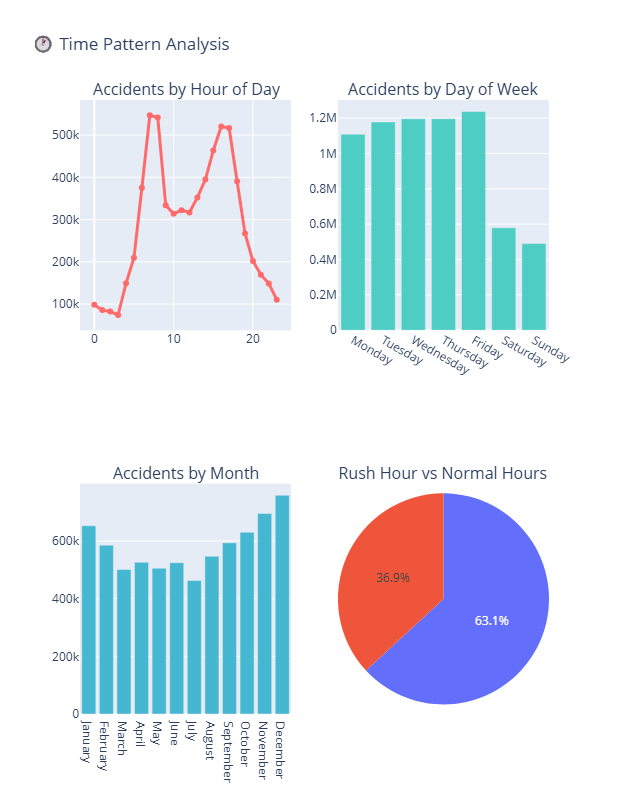 🕐 Time Pattern Analysis
Accidents by Hour of Day
500k
400k
300k
200k
100k
0 10 20
Accidents by Day of Week
1.2M
1M
0.8M
0.6M
0.4M
0.2M
0
Monday
Tuesday
Wednesday
Thursday
Friday
Saturday
Sunday
Accidents by Month
600k
400k
200k
0
January
February
March
April
May
June
July
August
September
October
November
December
Rush Hour vs Normal Hours
36.9%
63.1%